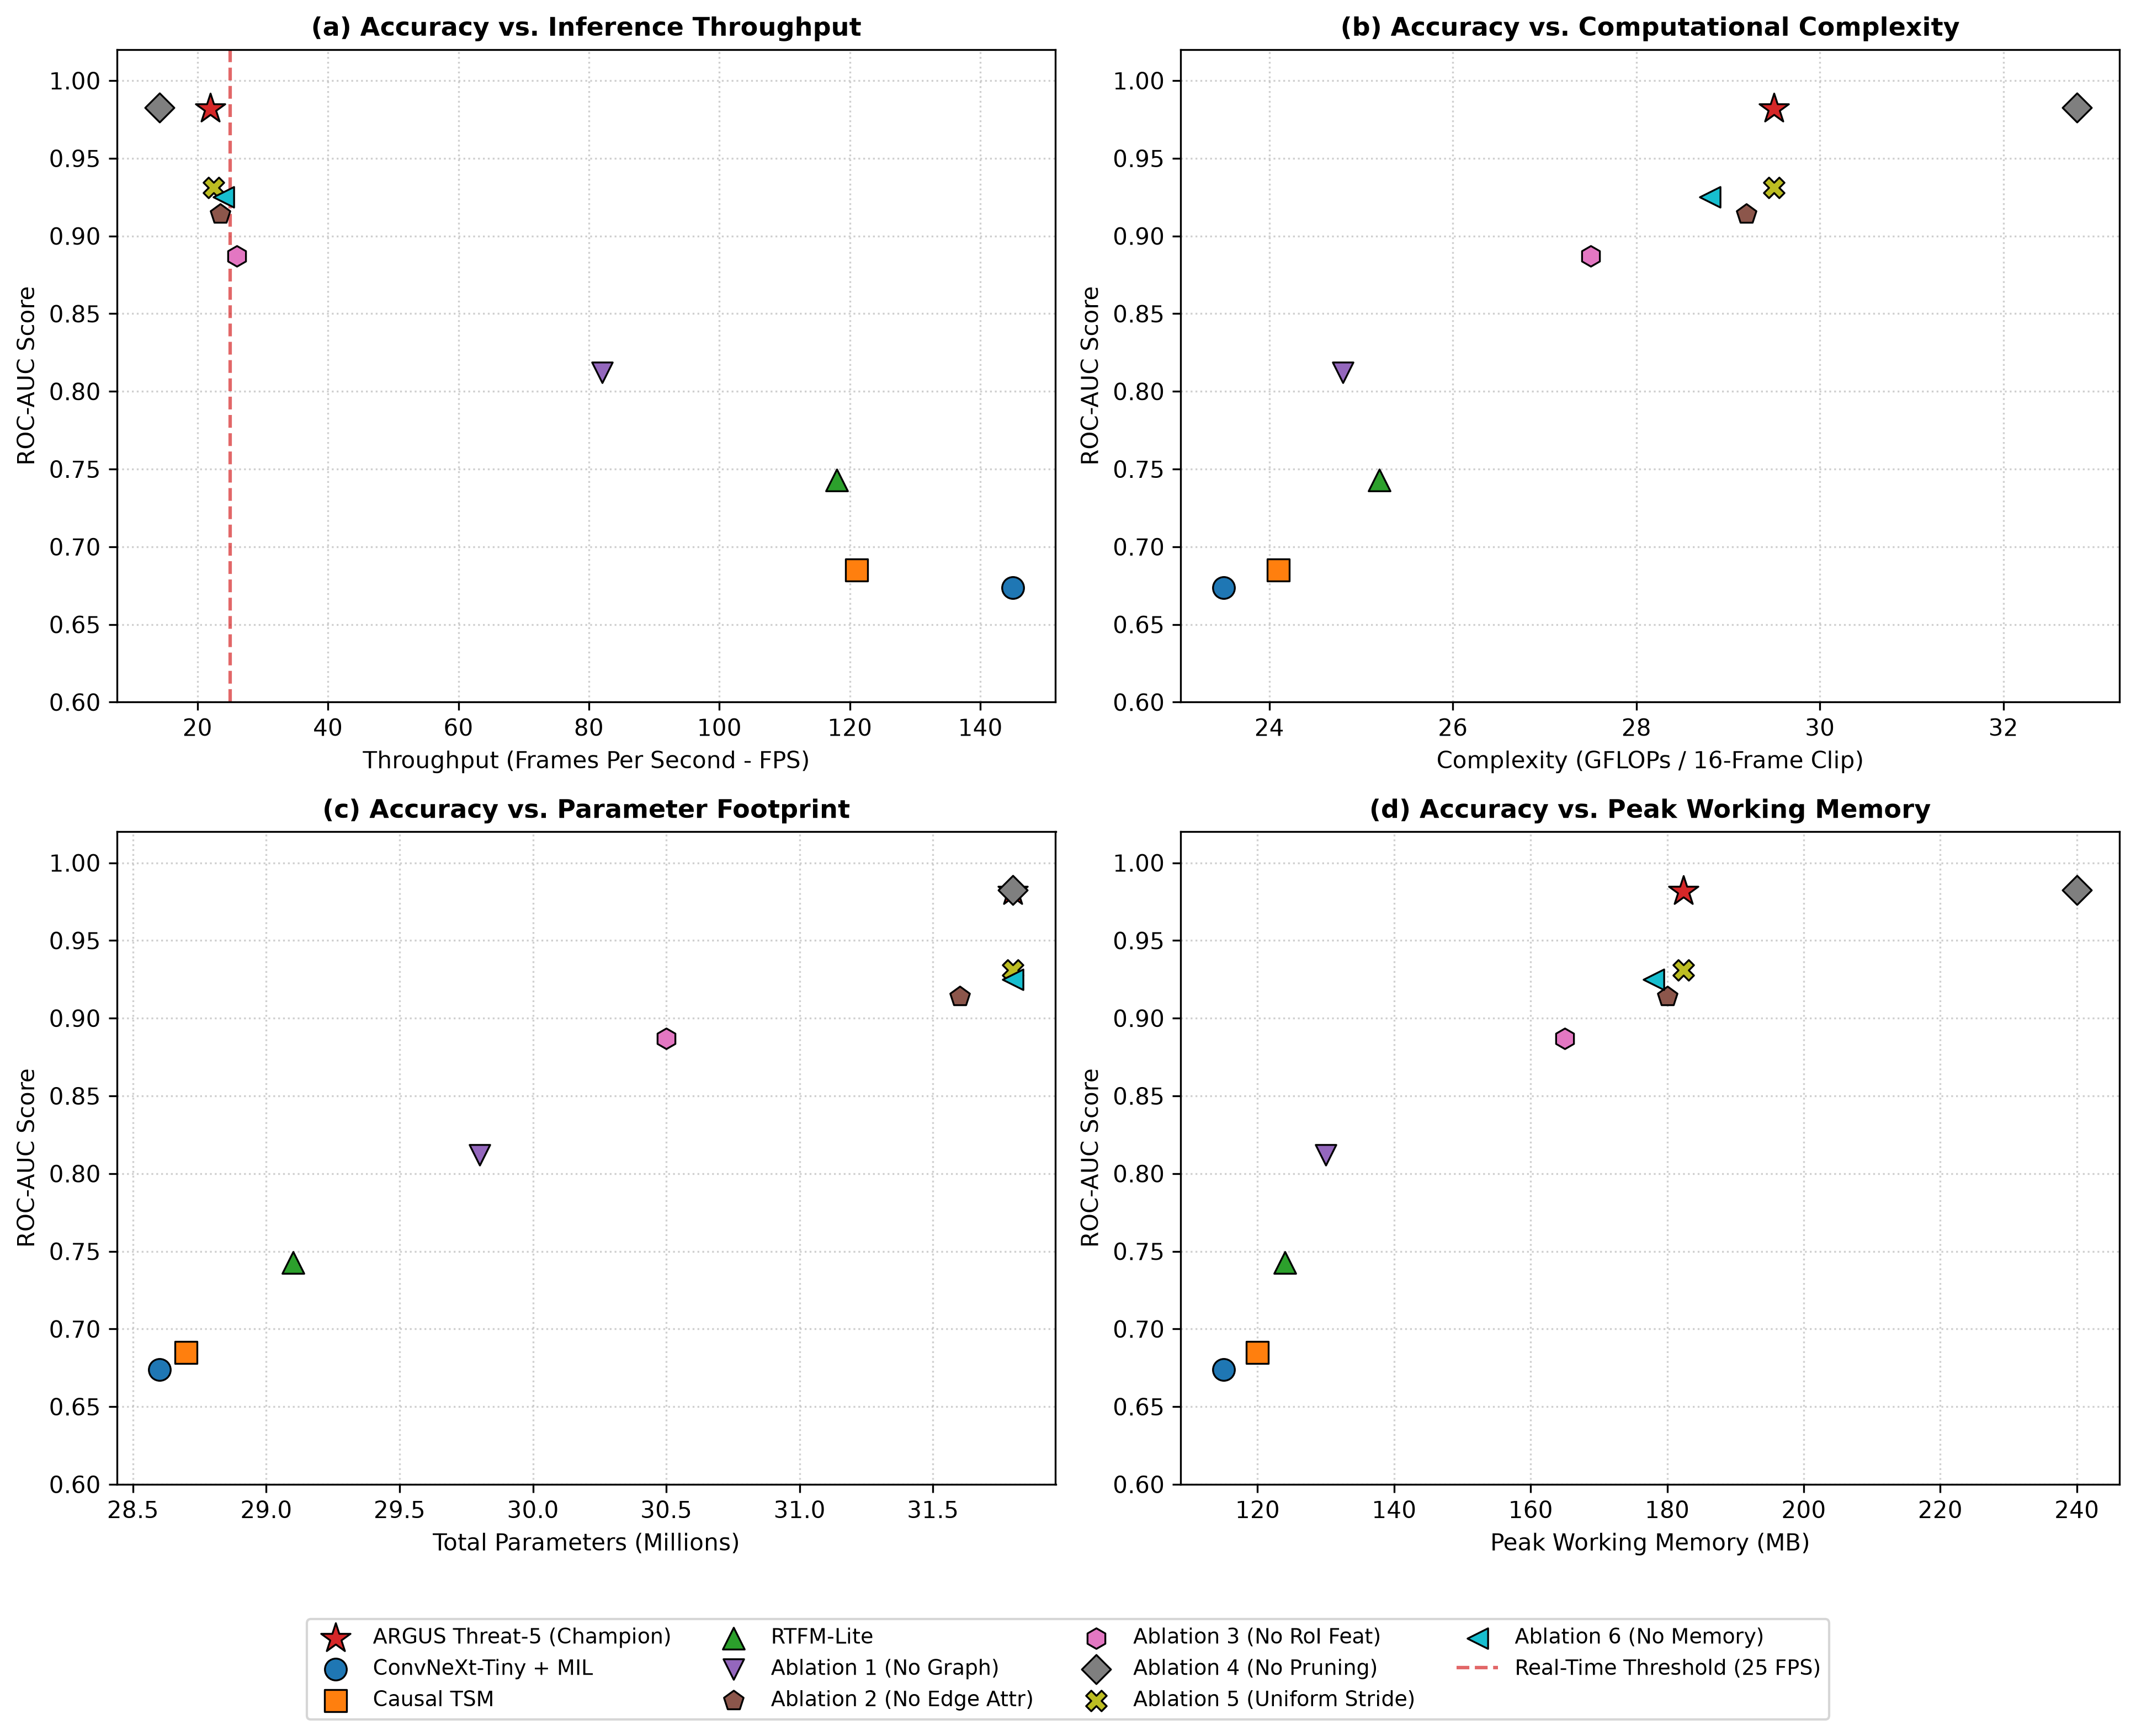 (a) Accuracy vs. Inference Throughput
ROC-AUC Score
1.00
0.95
0.90
0.85
0.80
0.75
0.70
0.65
0.60
20 40 60 80 100 120 140
Throughput (Frames Per Second - FPS)
(b) Accuracy vs. Computational Complexity
ROC-AUC Score
1.00
0.95
0.90
0.85
0.80
0.75
0.70
0.65
0.60
24 26 28 30 32
Complexity (GFLOPs / 16-Frame Clip)
(c) Accuracy vs. Parameter Footprint
ROC-AUC Score
1.00
0.95
0.90
0.85
0.80
0.75
0.70
0.65
0.60
28.5 29.0 29.5 30.0 30.5 31.0 31.5
Total Parameters (Millions)
(d) Accuracy vs. Peak Working Memory
ROC-AUC Score
1.00
0.95
0.90
0.85
0.80
0.75
0.70
0.65
0.60
120 140 160 180 200 220 240
Peak Working Memory (MB)
ARGUS Threat-5 (Champion)
ConvNeXt-Tiny + MIL
Causal TSM
RTFM-Lite
Ablation 1 (No Graph)
Ablation 2 (No Edge Attr)
Ablation 3 (No RoI Feat)
Ablation 4 (No Pruning)
Ablation 5 (Uniform Stride)
Ablation 6 (No Memory)
Real-Time Threshold (25 FPS)